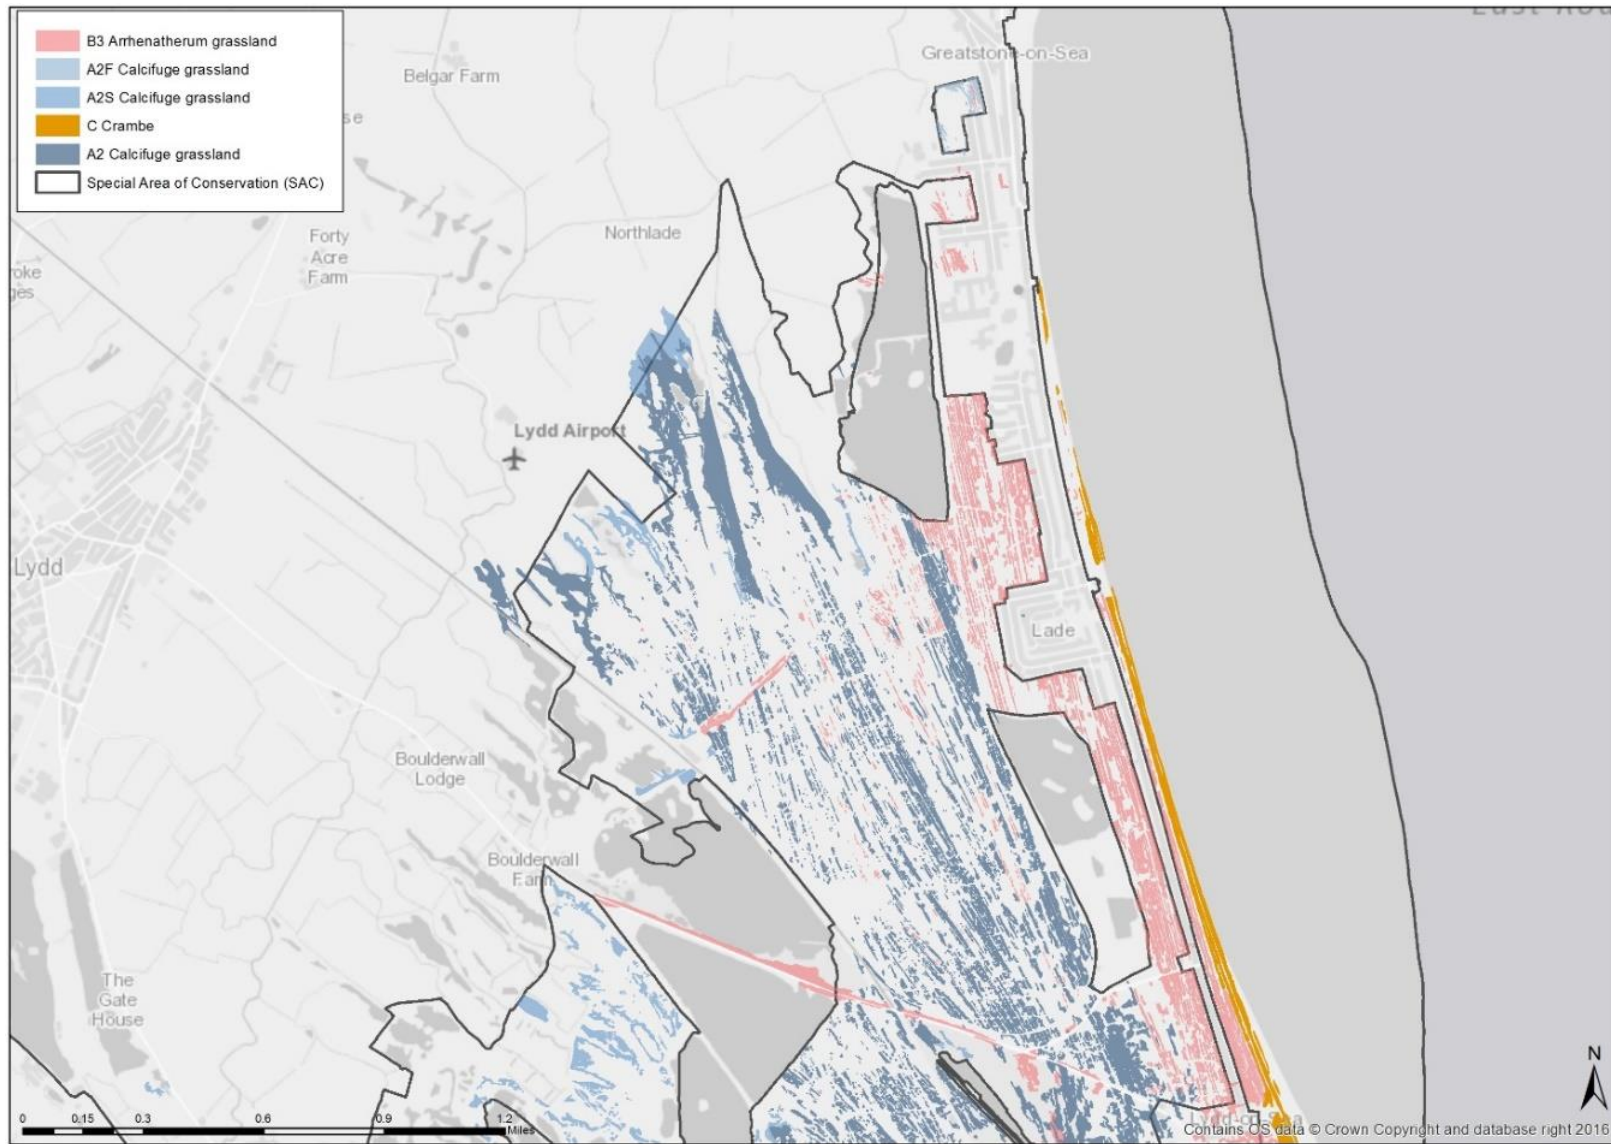 B3 Arrhenatherum grassland
A2F Calcifuge grassland
A2S Calcifuge grassland
C Crambe
A2 Calcifuge grassland
Special Area of Conservation (SAC)
Belgar Farm
Greatstone-on-Sea
Northlade
Forty
Acre
Farm
Lydd Airport
Lydd
Lade
Boulderwall
Lodge
Boulderwall
Farm
The
Gate
House
N
0 0.15 0.3 0.6 0.9 1.2
Miles
Lydd-on-Sea
Contains OS data © Crown Copyright and database right 2016